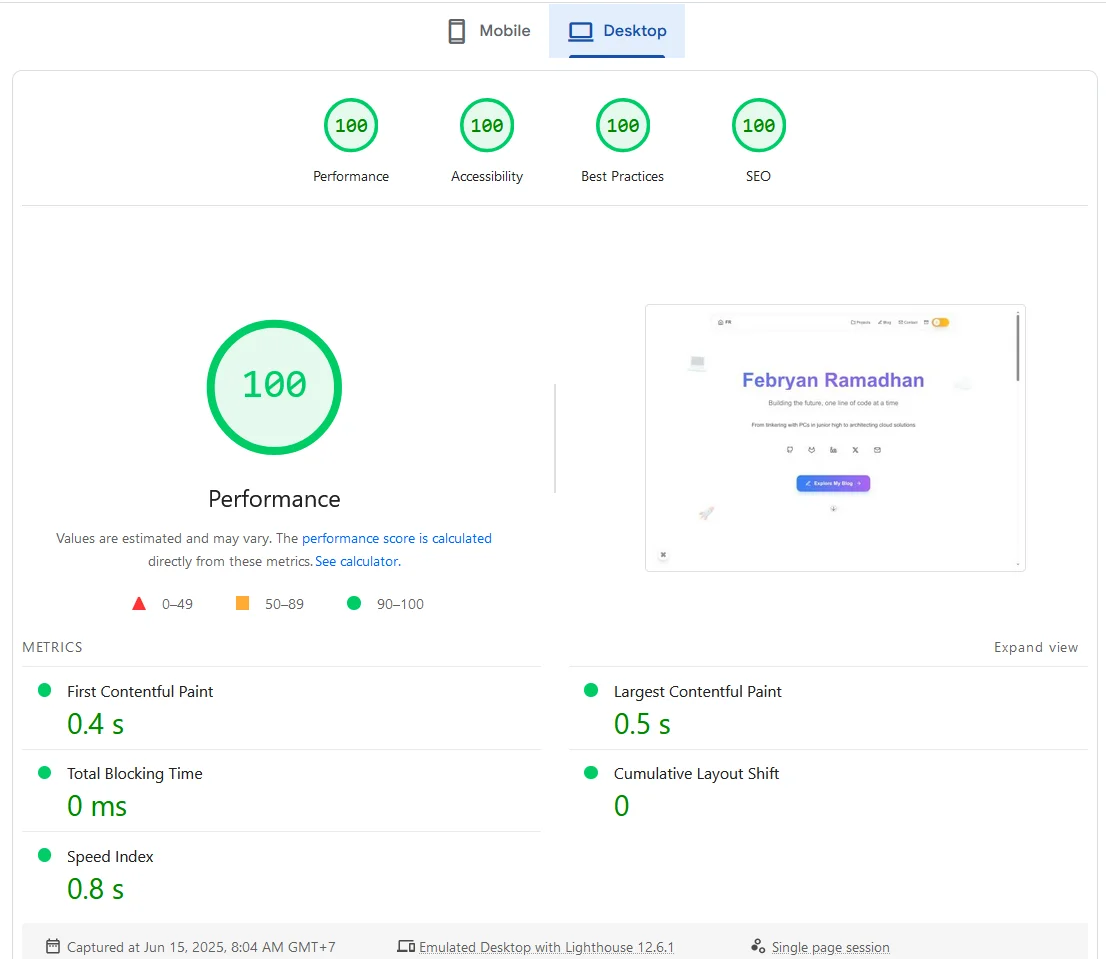 Mobile
Desktop
100 100 100 100
Performance Accessibility Best Practices SEO
FR Projects Blog Contact
Febryan Ramadhan
Building the future, one line of code at a time
From tinkering with PCs in junior high to architecting cloud solutions
Explore My Blog
100
Performance
Values are estimated and may vary. The performance score is calculated
directly from these metrics. See calculator.
0–49 50–89 90–100
METRICS
Expand view
First Contentful Paint
0.4 s
Largest Contentful Paint
0.5 s
Total Blocking Time
0 ms
Cumulative Layout Shift
0
Speed Index
0.8 s
Captured at Jun 15, 2025, 8:04 AM GMT+7
Emulated Desktop with Lighthouse 12.6.1
Single page session